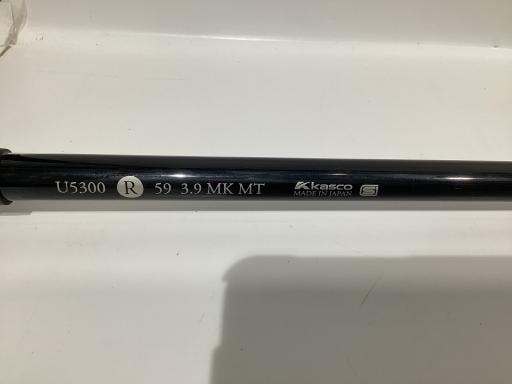 U5300 R 59 3.9 MK MT kasco
MADE IN JAPAN